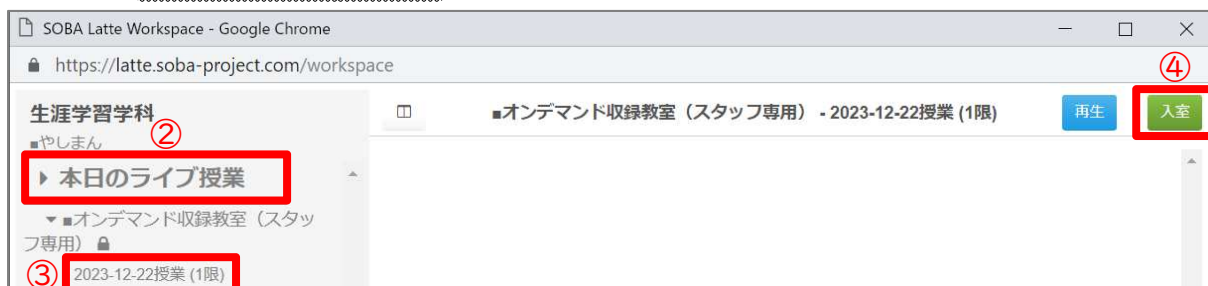 SOBA Latte Workspace - Google Chrome
https://latte.soba-project.com/workspace
④
生涯学習学科
■オンデマンド収録教室（スタッフ専用） - 2023-12-22授業 (1限)
再生
入室
②
■やしまん
本日のライブ授業
■オンデマンド収録教室（スタッ
フ専用）
③
2023-12-22授業 (1限)